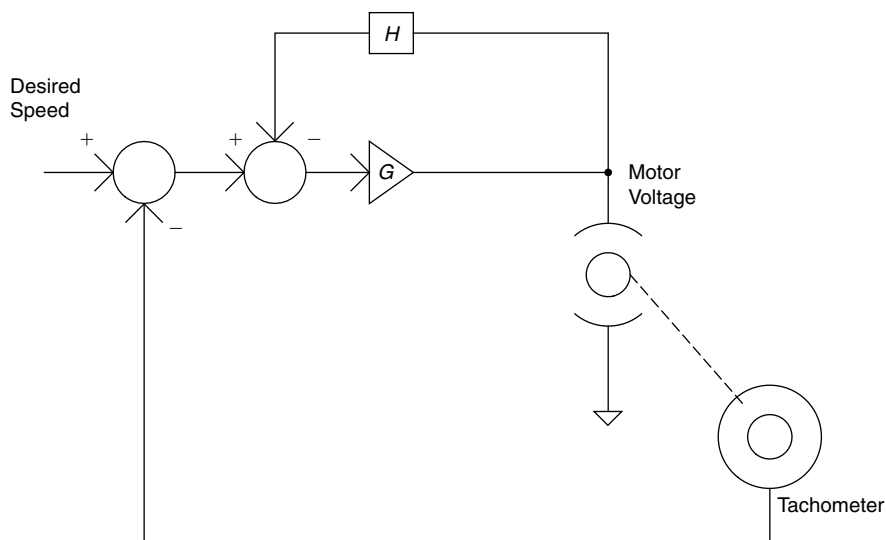 H
Desired
Speed
+
+
−
G
Motor
Voltage
−
Tachometer